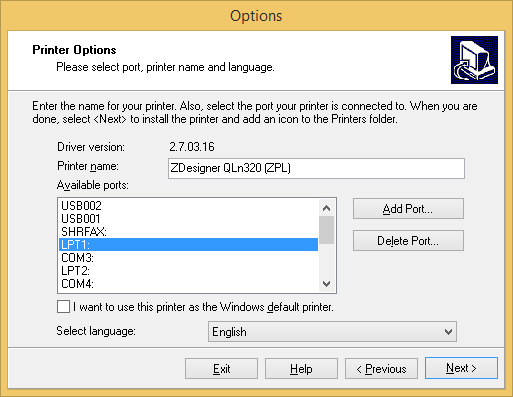 Options
Printer Options
Please select port, printer name and language.
Enter the name for your printer. Also, select the port your printer is connected to. When you are
done, select <Next> to install the printer and add an icon to the Printers folder.
Driver version: 2.7.03.16
Printer name: ZDesigner QLn320 (ZPL)
Available ports:
USB002
USB001
SHRFAX:
LPT1:
COM3:
LPT2:
COM4:
Add Port...
Delete Port...
I want to use this printer as the Windows default printer.
Select language: English
Exit Help < Previous Next >